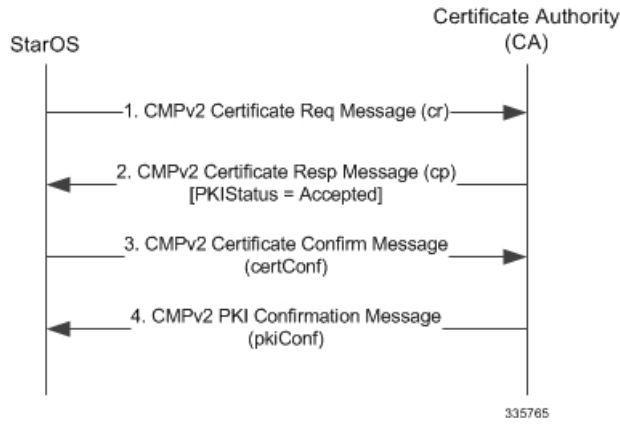 StarOS
Certificate Authority
(CA)
1. CMPv2 Certificate Req Message (cr)
2. CMPv2 Certificate Resp Message (cp)
[PKIStatus = Accepted]
3. CMPv2 Certificate Confirm Message
(certConf)
4. CMPv2 PKI Confirmation Message
(pkiConf)
335765